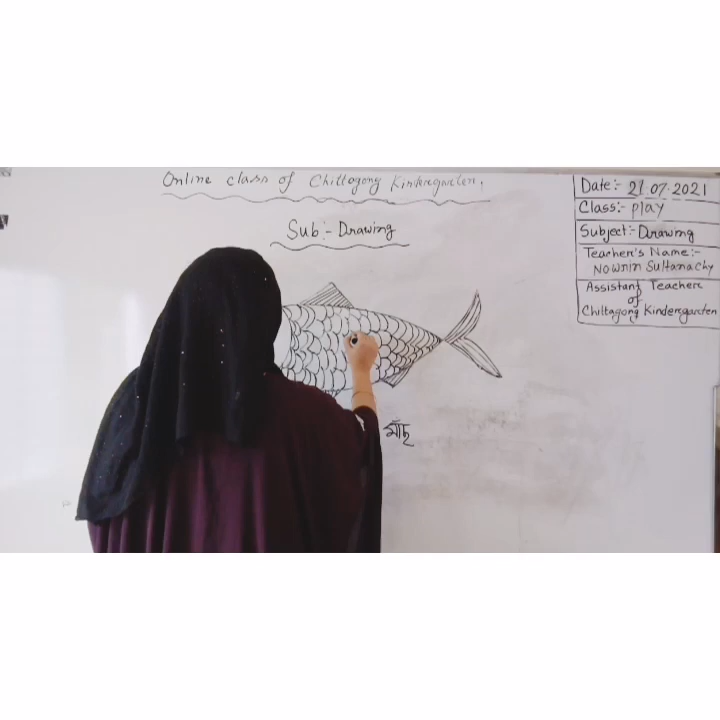 Online class of Chittagong Kindergarten.
Sub:- Drawing
Date:- 21.07.2021
Class:- play
Subject:- Drawing
Teacher's Name:-
Nownin Sultana chy
Assistant Teacher
of
Chittagong Kindergarten
মাছ